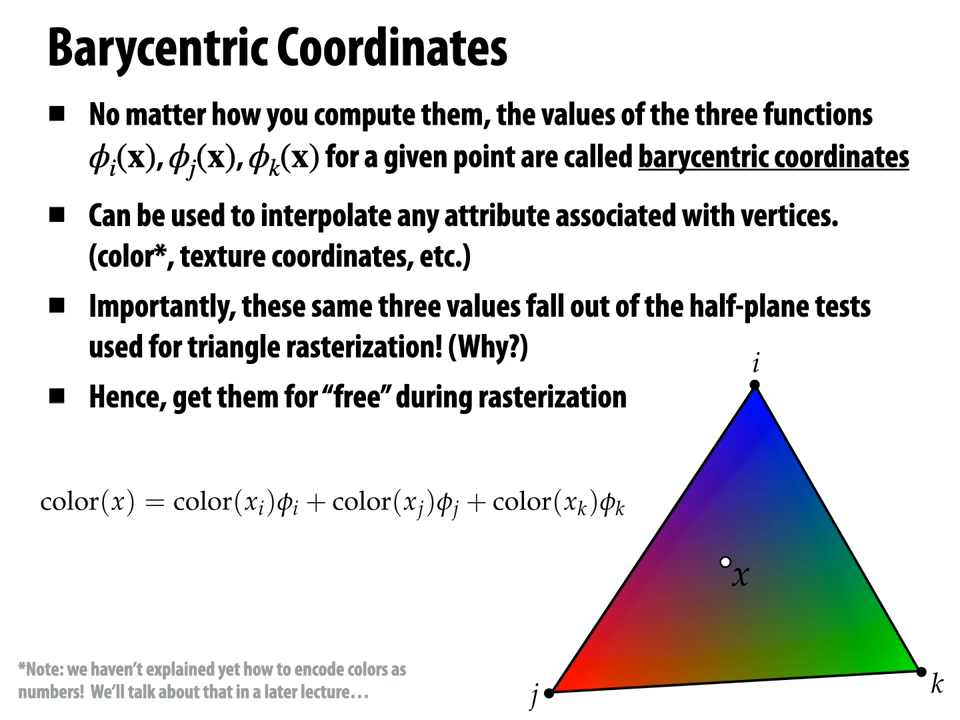 Barycentric Coordinates
■ No matter how you compute them, the values of the three functions
ϕᵢ(x), ϕⱼ(x), ϕₖ(x) for a given point are called barycentric coordinates
■ Can be used to interpolate any attribute associated with vertices.
(color*, texture coordinates, etc.)
■ Importantly, these same three values fall out of the half-plane tests
used for triangle rasterization! (Why?)
■ Hence, get them for “free” during rasterization
color(x) = color(xᵢ)ϕᵢ + color(xⱼ)ϕⱼ + color(xₖ)ϕₖ
i
x
j
k
*Note: we haven’t explained yet how to encode colors as
numbers! We’ll talk about that in a later lecture…